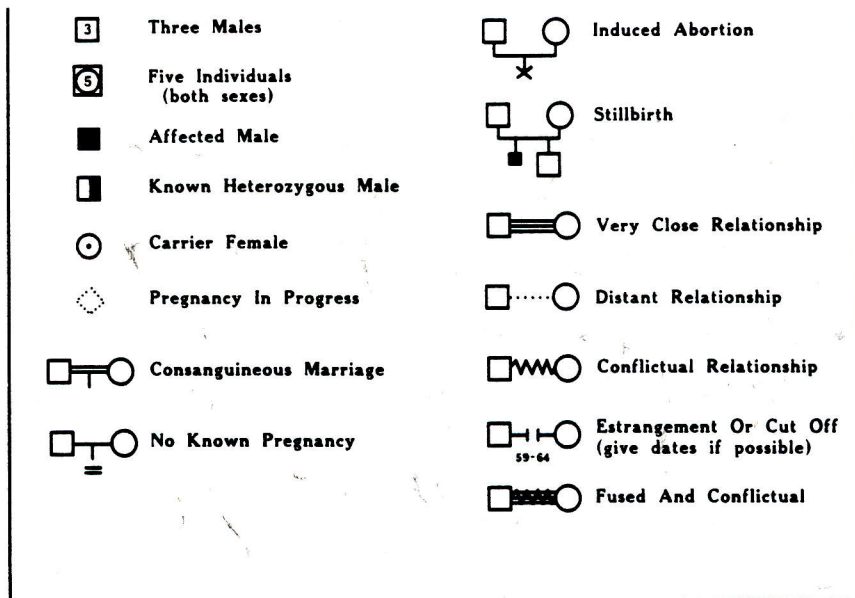 3 Three Males
5 Five Individuals
(both sexes)
Affected Male
Known Heterozygous Male
Carrier Female
Pregnancy In Progress
Consanguineous Marriage
No Known Pregnancy
Induced Abortion
Stillbirth
Very Close Relationship
Distant Relationship
Conflictual Relationship
Estrangement Or Cut Off
59-64 (give dates if possible)
Fused And Conflictual